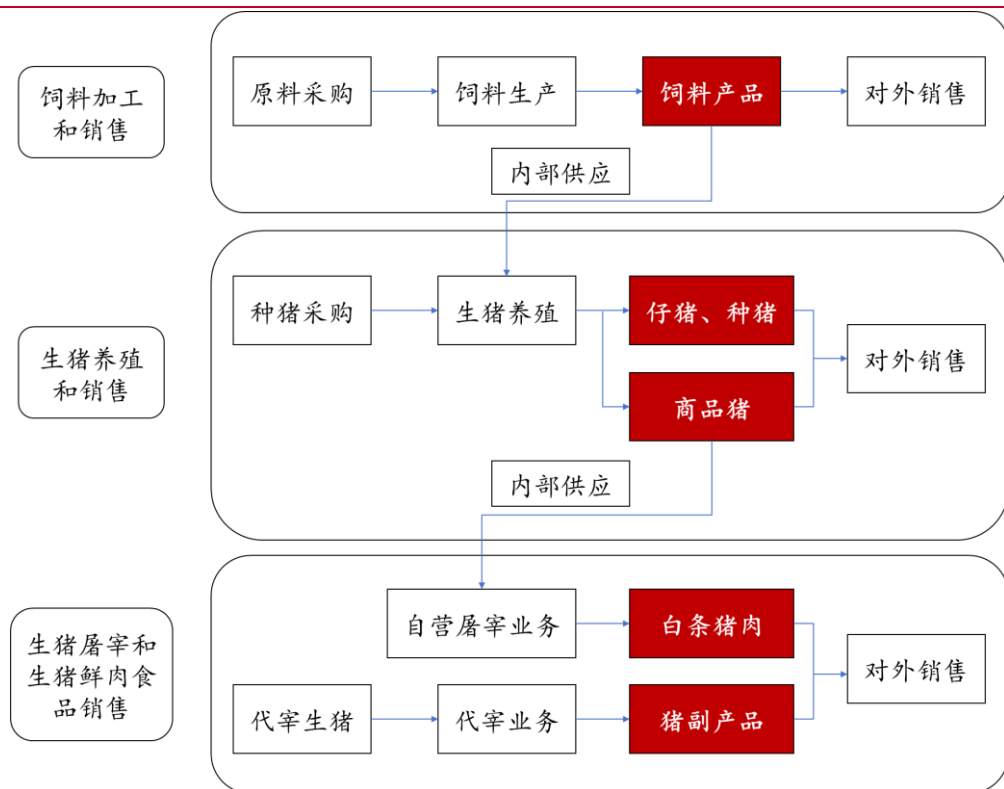 饲料加工
和销售
原料采购
饲料生产
饲料产品
对外销售
内部供应
生猪养殖
和销售
种猪采购
生猪养殖
仔猪、种猪
对外销售
商品猪
内部供应
生猪屠宰和
生猪鲜肉食
品销售
自营屠宰业务
白条猪肉
对外销售
代宰生猪
代宰业务
猪副产品